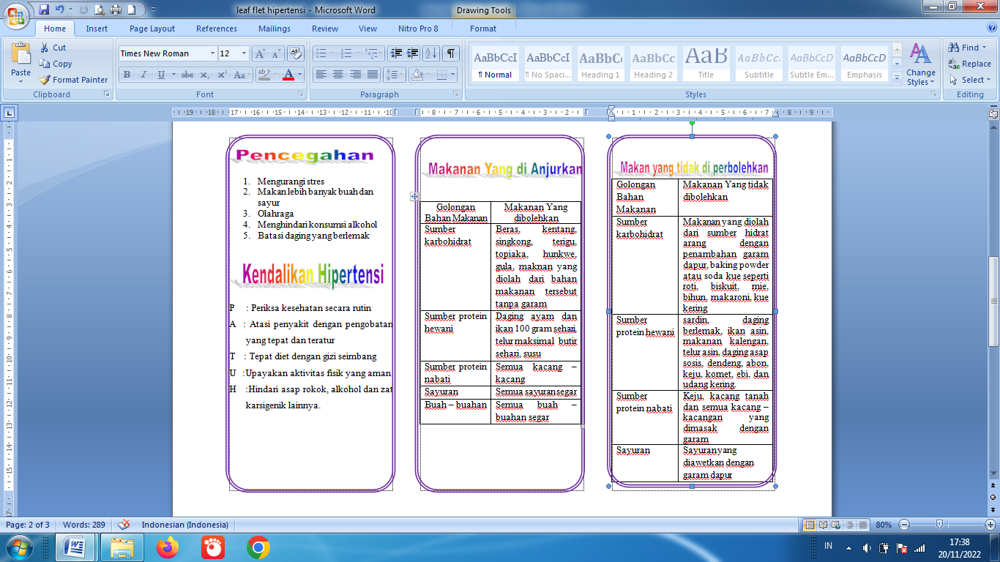 leaf flet hipertensi - Microsoft Word
Drawing Tools
Home
Insert
Page Layout
References
Mailings
Review
View
Nitro Pro 8
Format
Paste
Cut
Copy
Format Painter
Clipboard
Times New Roman
12
Font
Paragraph
AaBbCcI
¶ Normal
AaBbCcI
¶ No Spaci...
AaBbC
Heading 1
AaBbCc
Heading 2
AaB
Title
AaBbCc.
Subtitle
AaBbCcD
Subtle Em...
AaBbCcD
Emphasis
Styles
Change
Styles
Find
Replace
Select
Editing
Pencegahan
1. Mengurangi stres
2. Makan lebih banyak buah dan
sayur
3. Olahraga
4. Menghindari konsumsi alkohol
5. Batasi daging yang berlemak
Kendalikan Hipertensi
P : Periksa kesehatan secara rutin
A : Atasi penyakit dengan pengobatan
yang tepat dan teratur
T : Tepat diet dengan gizi seimbang
U :Upayakan aktivitas fisik yang aman
H :Hindari asap rokok, alkohol dan zat
karsigenik lainnya.
Makanan Yang di Anjurkan
Golongan
Bahan Makanan
Makanan Yang
dibolehkan
Sumber
karbohidrat
Beras, kentang,
singkong, terigu,
topiaka, hunkwe,
gula, maknan yang
diolah dari bahan
makanan tersebut
tanpa garam
Sumber protein
hewani
Daging ayam dan
ikan 100 gram sehari,
telur maksimal butir
sehari, susu
Sumber protein
nabati
Semua kacang –
kacang
Sayuran
Semua sayuran segar
Buah – buahan
Semua buah –
buahan segar
Makan yang tidak di perbolehkan
Golongan
Bahan
Makanan
Makanan Yang tidak
dibolehkan
Sumber
karbohidrat
Makanan yang diolah
dari sumber hidrat
arang dengan
penambahan garam
dapur, baking powder
atau soda kue seperti
roti, biskuit, mie,
bihun, makaroni, kue
kering
Sumber
protein hewani
sardin, daging
berlemak, ikan asin,
makanan kalengan,
telur asin, daging asap
sosis, dendeng, abon,
keju, kornet, ebi, dan
udang kering.
Sumber
protein nabati
Keju, kacang tanah
dan semua kacang –
kacangan yang
dimasak dengan
garam
Sayuran
Sayuran yang
diawetkan dengan
garam dapur
Page: 2 of 3
Words: 289
Indonesian (Indonesia)
80%
IN
17:38
20/11/2022